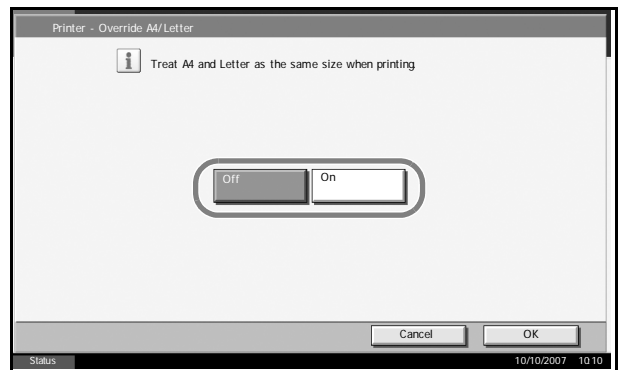 Printer - Override A4/Letter
Treat A4 and Letter as the same size when printing.
Off
On
Cancel
OK
Status
10/10/2007 10:10